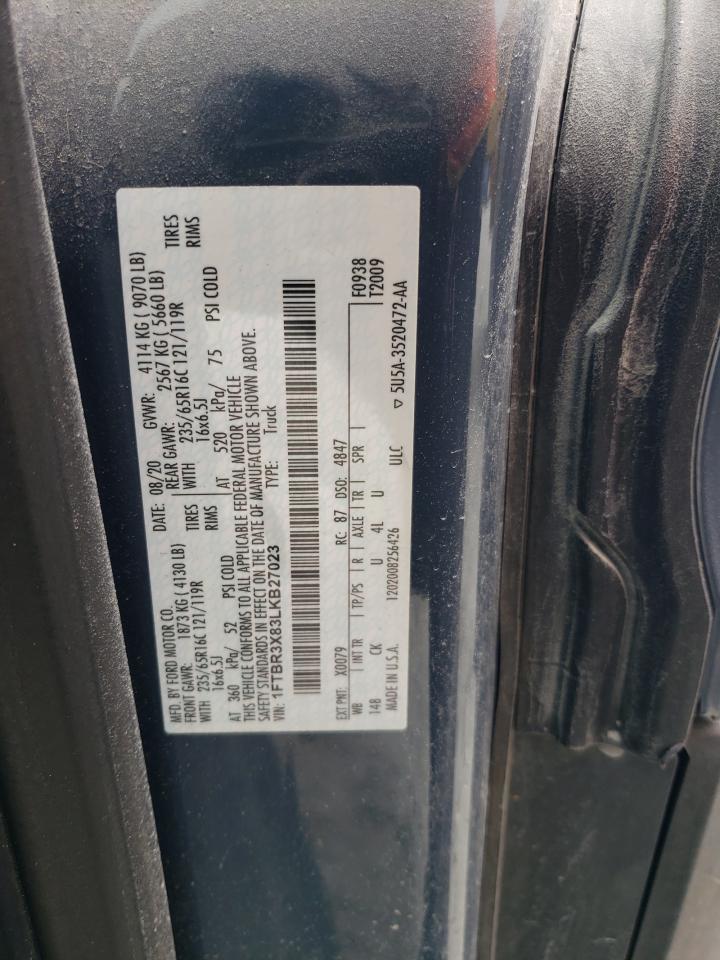 MFD. BY FORD MOTOR CO.
DATE: 08/20 GVWR: 4114 KG ( 9070 LB)
FRONT GAWR: 1873 KG ( 4130 LB) REAR GAWR: 2567 KG ( 5660 LB)
WITH 235/65R16C 121/119R TIRES WITH 235/65R16C 121/119R TIRES
16x6.5J RIMS 16x6.5J RIMS
AT 360 kPa/ 52 PSI COLD AT 520 kPa/ 75 PSI COLD
THIS VEHICLE CONFORMS TO ALL APPLICABLE FEDERAL MOTOR VEHICLE
SAFETY STANDARDS IN EFFECT ON THE DATE OF MANUFACTURE SHOWN ABOVE.
VIN: 1FTBR3X83LKB27023 TYPE: Truck
EXT PNT: X0079 RC: 87 DSO: 4847 F0938
WB INT TR TP/PS R AXLE TR SPR T2009
148 CK U 4L U
MADE IN U.S.A. 1202008256426 ULC ▽ 5U5A-3520472-AA